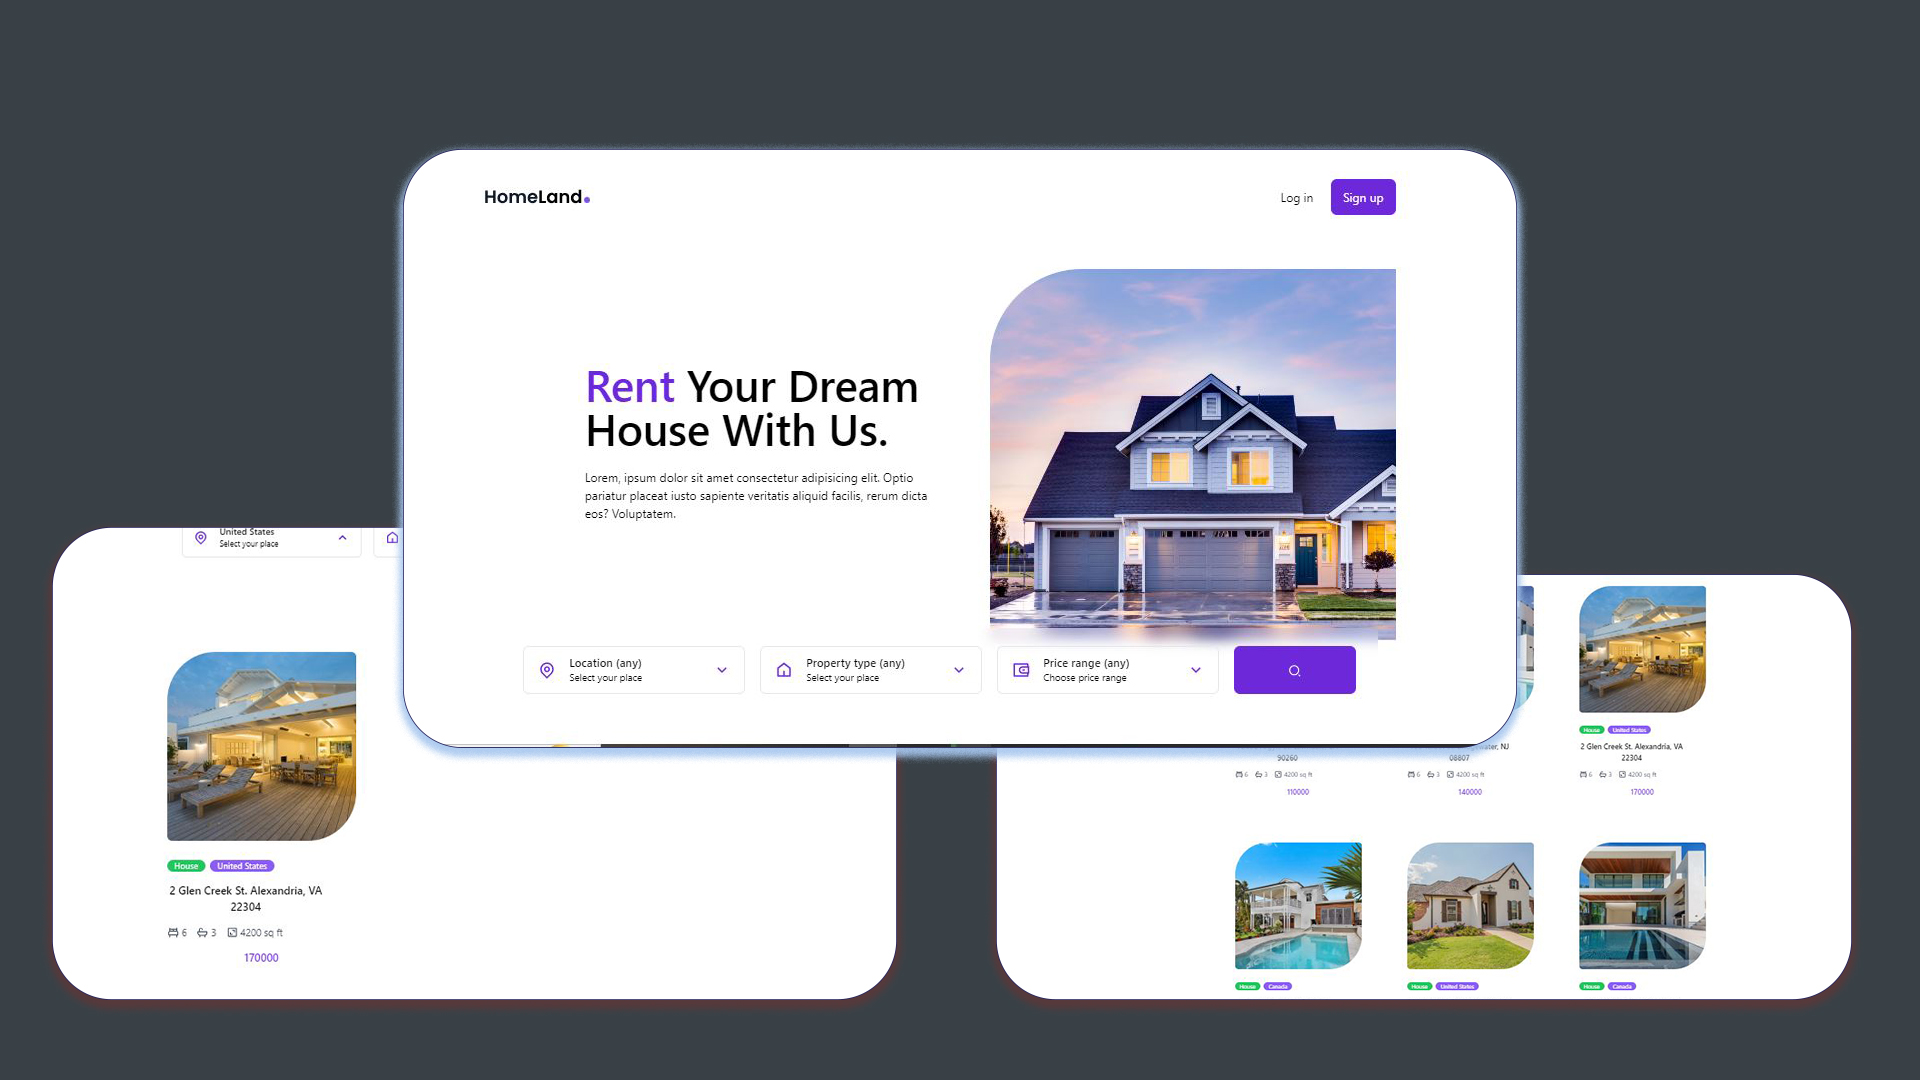 HomeLand.
Log in
Sign up
Rent Your Dream
House With Us.
Lorem, ipsum dolor sit amet consectetur adipisicing elit. Optio
pariatur placeat iusto sapiente veritatis aliquid facilis, rerum dicta
eos? Voluptatem.
Location (any)
Select your place
Property type (any)
Select your place
Price range (any)
Choose price range
United States
Select your place
House United States
2 Glen Creek St. Alexandria, VA
22304
6 3 4200 sq ft
170000
90260
6 3 4200 sq ft
110000
NJ
08807
6 3 4200 sq ft
140000
House United States
2 Glen Creek St. Alexandria, VA
22304
6 3 4200 sq ft
170000
House Canada
House United States
House Canada